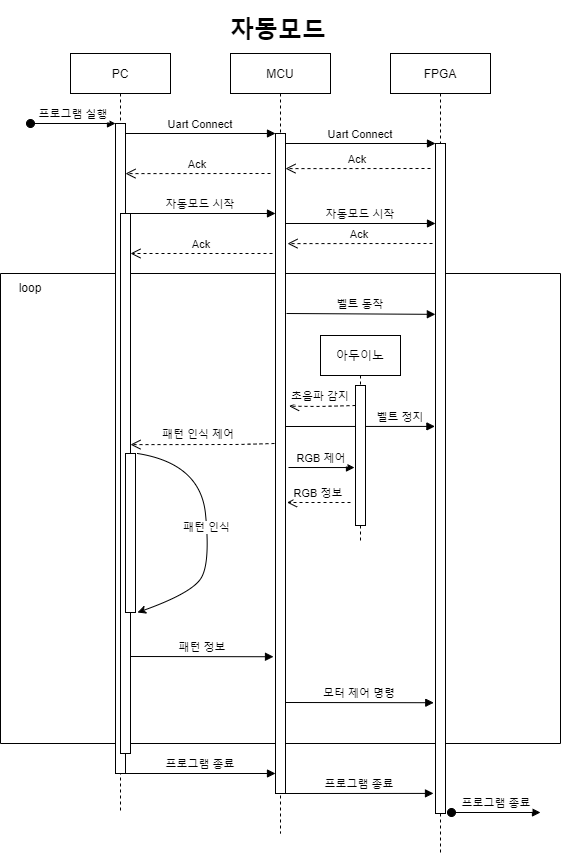 자동모드
PC
MCU
FPGA
프로그램 실행
Uart Connect
Uart Connect
Ack
Ack
자동모드 시작
자동모드 시작
Ack
Ack
loop
벨트 동작
아두이노
초음파 감지
벨트 정지
패턴 인식 제어
RGB 제어
RGB 정보
패턴 인식
패턴 정보
모터 제어 명령
프로그램 종료
프로그램 종료
프로그램 종료